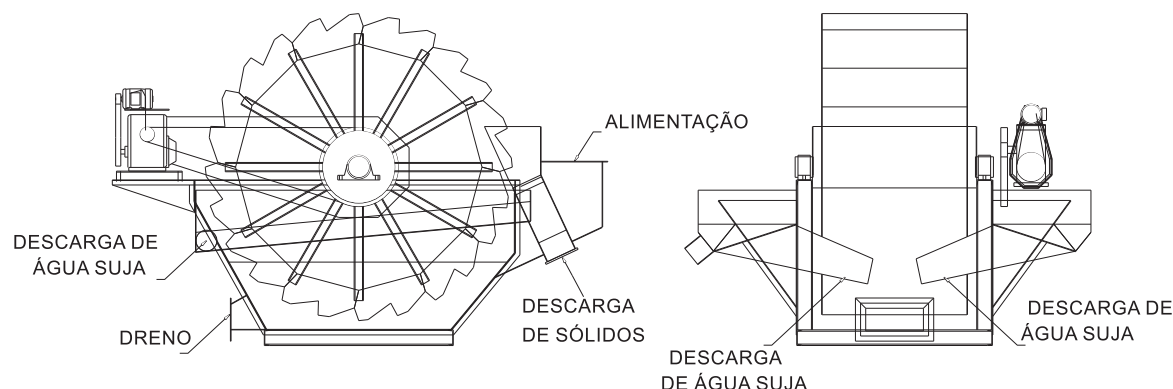 ALIMENTAÇÃO
DESCARGA DE
ÁGUA SUJA
DRENO
DESCARGA
DE SÓLIDOS
DESCARGA
DE ÁGUA SUJA
DESCARGA DE
ÁGUA SUJA